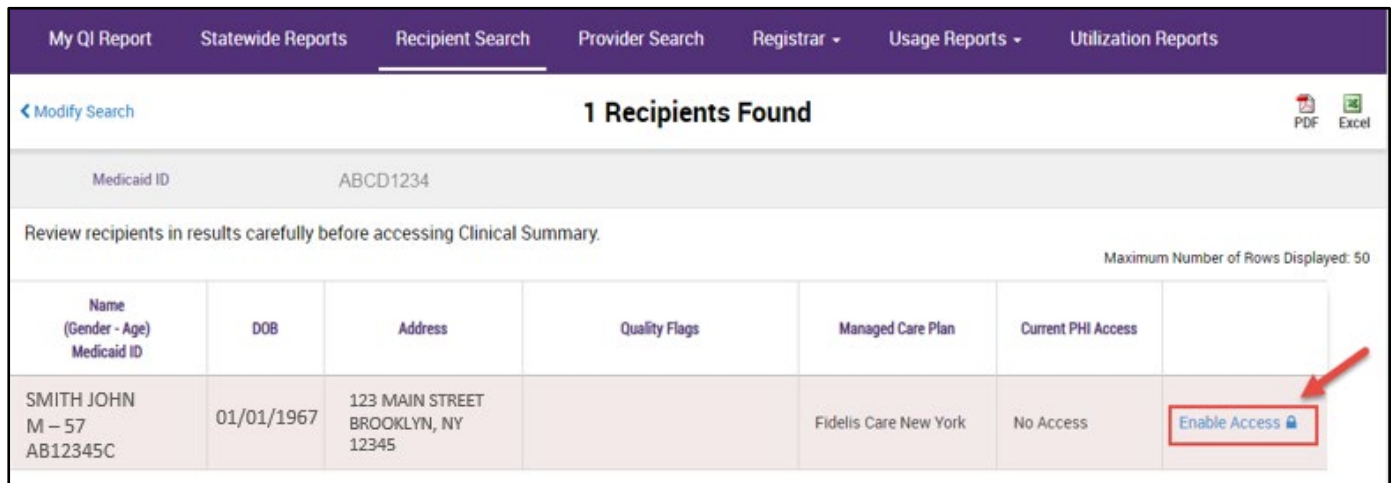 My QI Report Statewide Reports Recipient Search Provider Search Registrar Usage Reports Utilization Reports
Modify Search 1 Recipients Found PDF Excel
Medicaid ID ABCD1234
Review recipients in results carefully before accessing Clinical Summary.
Maximum Number of Rows Displayed: 50
Name
(Gender - Age)
Medicaid ID
DOB
Address
Quality Flags
Managed Care Plan
Current PHI Access
SMITH JOHN
M – 57
AB12345C
01/01/1967
123 MAIN STREET
BROOKLYN, NY
12345
Fidelis Care New York
No Access
Enable Access